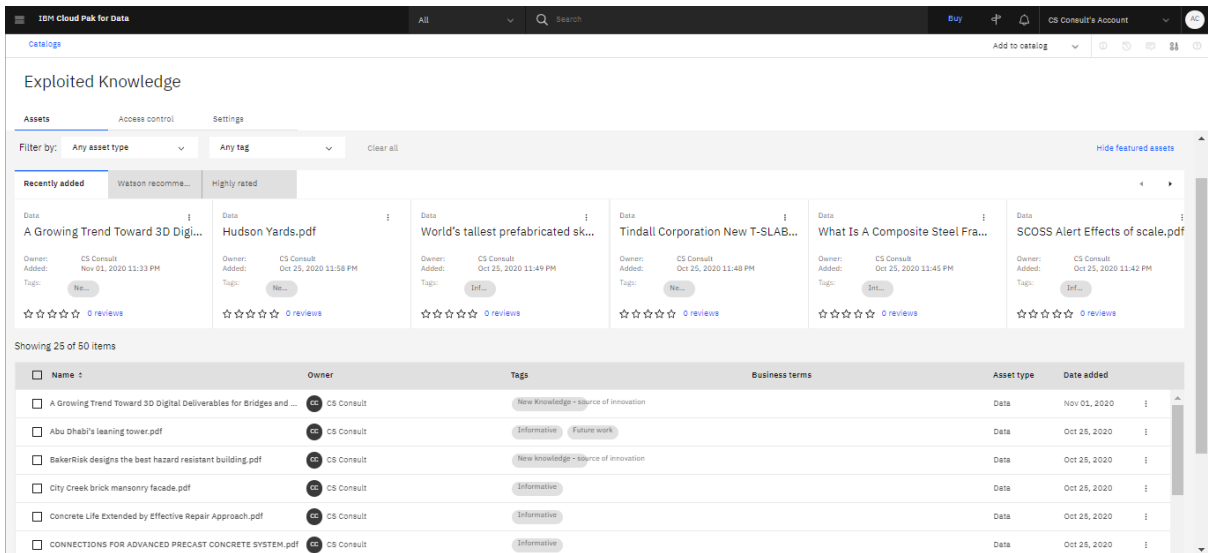 IBM Cloud Pak for Data All Search Buy CS Consult's Account AC
Catalogs Add to catalog
Exploited Knowledge
Assets Access control Settings
Filter by: Any asset type Any tag Clear all Hide featured assets
Recently added Watson recomme... Highly rated
Data Data Data Data Data Data
A Growing Trend Toward 3D Digi... Hudson Yards.pdf World's tallest prefabricated sk... Tindall Corporation New T-SLAB... What Is A Composite Steel Fra... SCOSS Alert Effects of scale.pdf
Owner: CS Consult Owner: CS Consult Owner: CS Consult Owner: CS Consult Owner: CS Consult Owner: CS Consult
Added: Nov 01, 2020 11:33 PM Added: Oct 25, 2020 11:58 PM Added: Oct 25, 2020 11:49 PM Added: Oct 25, 2020 11:48 PM Added: Oct 25, 2020 11:45 PM Added: Oct 25, 2020 11:42 PM
Tags: Ne... Tags: Ne... Tags: Inf... Tags: Ne... Tags: Int... Tags: Inf...
0 reviews 0 reviews 0 reviews 0 reviews 0 reviews 0 reviews
Showing 25 of 50 items
Name Owner Tags Business terms Asset type Date added
A Growing Trend Toward 3D Digital Deliverables for Bridges and ... CC CS Consult New Knowledge - source of innovation Data Nov 01, 2020
Abu Dhabi's leaning tower.pdf CC CS Consult Informative Future work Data Oct 25, 2020
BakerRisk designs the best hazard resistant building.pdf CC CS Consult New knowledge - source of innovation Data Oct 25, 2020
City Creek brick mansonry facade.pdf CC CS Consult Informative Data Oct 25, 2020
Concrete Life Extended by Effective Repair Approach.pdf CC CS Consult Informative Data Oct 25, 2020
CONNECTIONS FOR ADVANCED PRECAST CONCRETE SYSTEM.pdf CC CS Consult Informative Data Oct 25, 2020